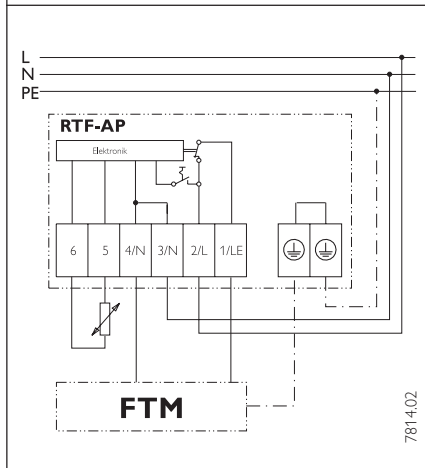 L
N
PE
RTF-AP
Elektronik
6 5 4/N 3/N 2/L 1/LE
FTM
7814.02